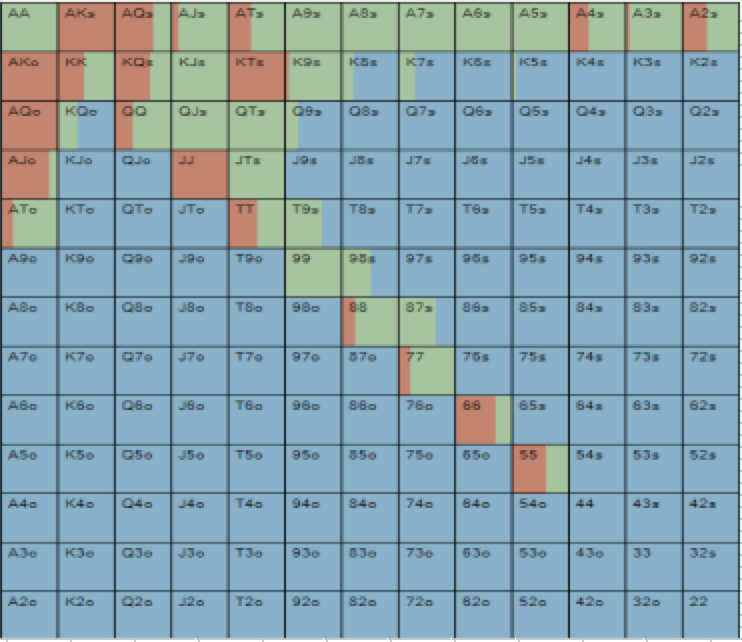 AA AKs AQs AJs ATs A9s A8s A7s A6s A5s A4s A3s A2s
AKo KK KQs KJs KTs K9s K8s K7s K6s K5s K4s K3s K2s
AQo KQo QQ QJs QTs Q9s Q8s Q7s Q6s Q5s Q4s Q3s Q2s
AJo KJo QJo JJ JTs J9s J8s J7s J6s J5s J4s J3s J2s
ATo KTo QTo JTo TT T9s T8s T7s T6s T5s T4s T3s T2s
A9o K9o Q9o J9o T9o 99 98s 97s 96s 95s 94s 93s 92s
A8o K8o Q8o J8o T8o 98o 88 87s 86s 85s 84s 83s 82s
A7o K7o Q7o J7o T7o 97o 87o 77 76s 75s 74s 73s 72s
A6o K6o Q6o J6o T6o 96o 86o 76o 66 65s 64s 63s 62s
A5o K5o Q5o J5o T5o 95o 85o 75o 65o 55 54s 53s 52s
A4o K4o Q4o J4o T4o 94o 84o 74o 64o 54o 44 43s 42s
A3o K3o Q3o J3o T3o 93o 83o 73o 63o 53o 43o 33 32s
A2o K2o Q2o J2o T2o 92o 82o 72o 62o 52o 42o 32o 22